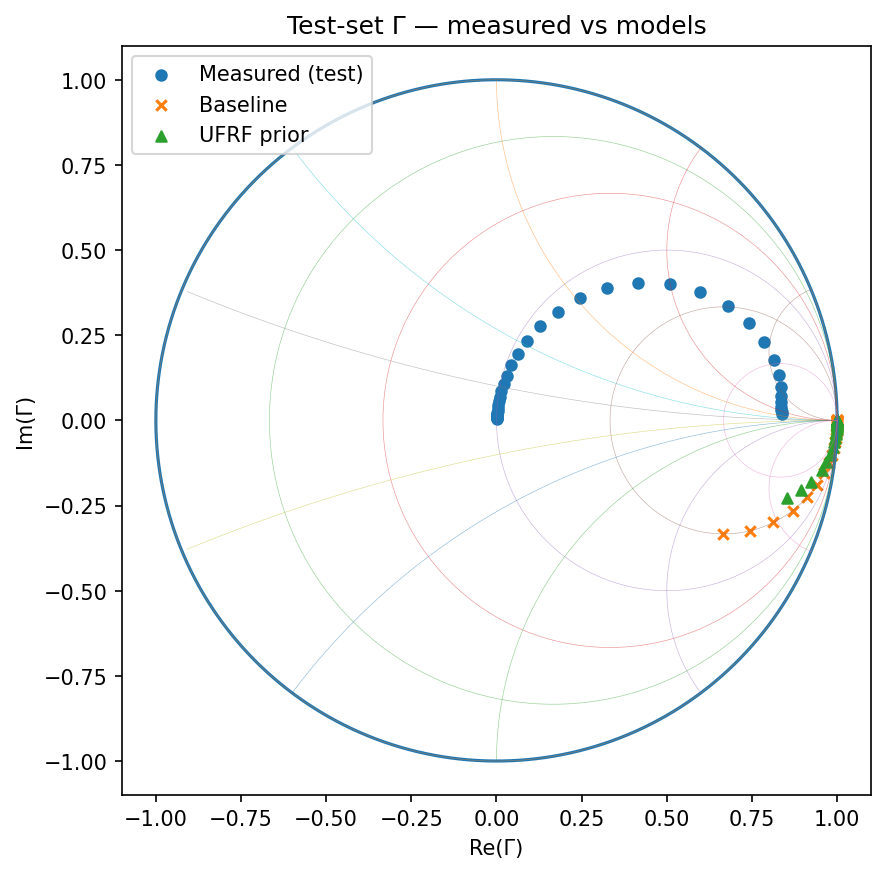 Test-set Γ — measured vs models
Measured (test)
Baseline
UFRF prior
1.00
0.75
0.50
0.25
0.00
−0.25
−0.50
−0.75
−1.00
Im(Γ)
−1.00 −0.75 −0.50 −0.25 0.00 0.25 0.50 0.75 1.00
Re(Γ)